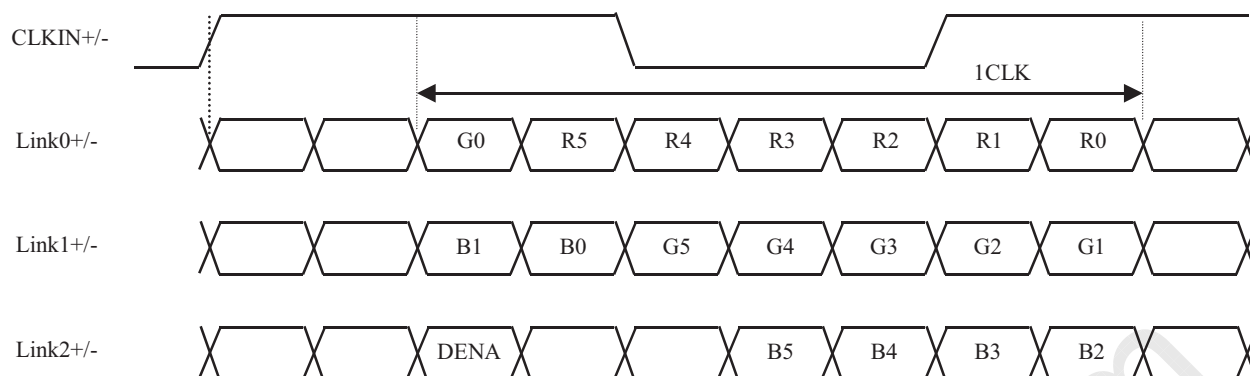 CLKIN+/-
1CLK
Link0+/- G0 R5 R4 R3 R2 R1 R0
Link1+/- B1 B0 G5 G4 G3 G2 G1
Link2+/- DENA B5 B4 B3 B2